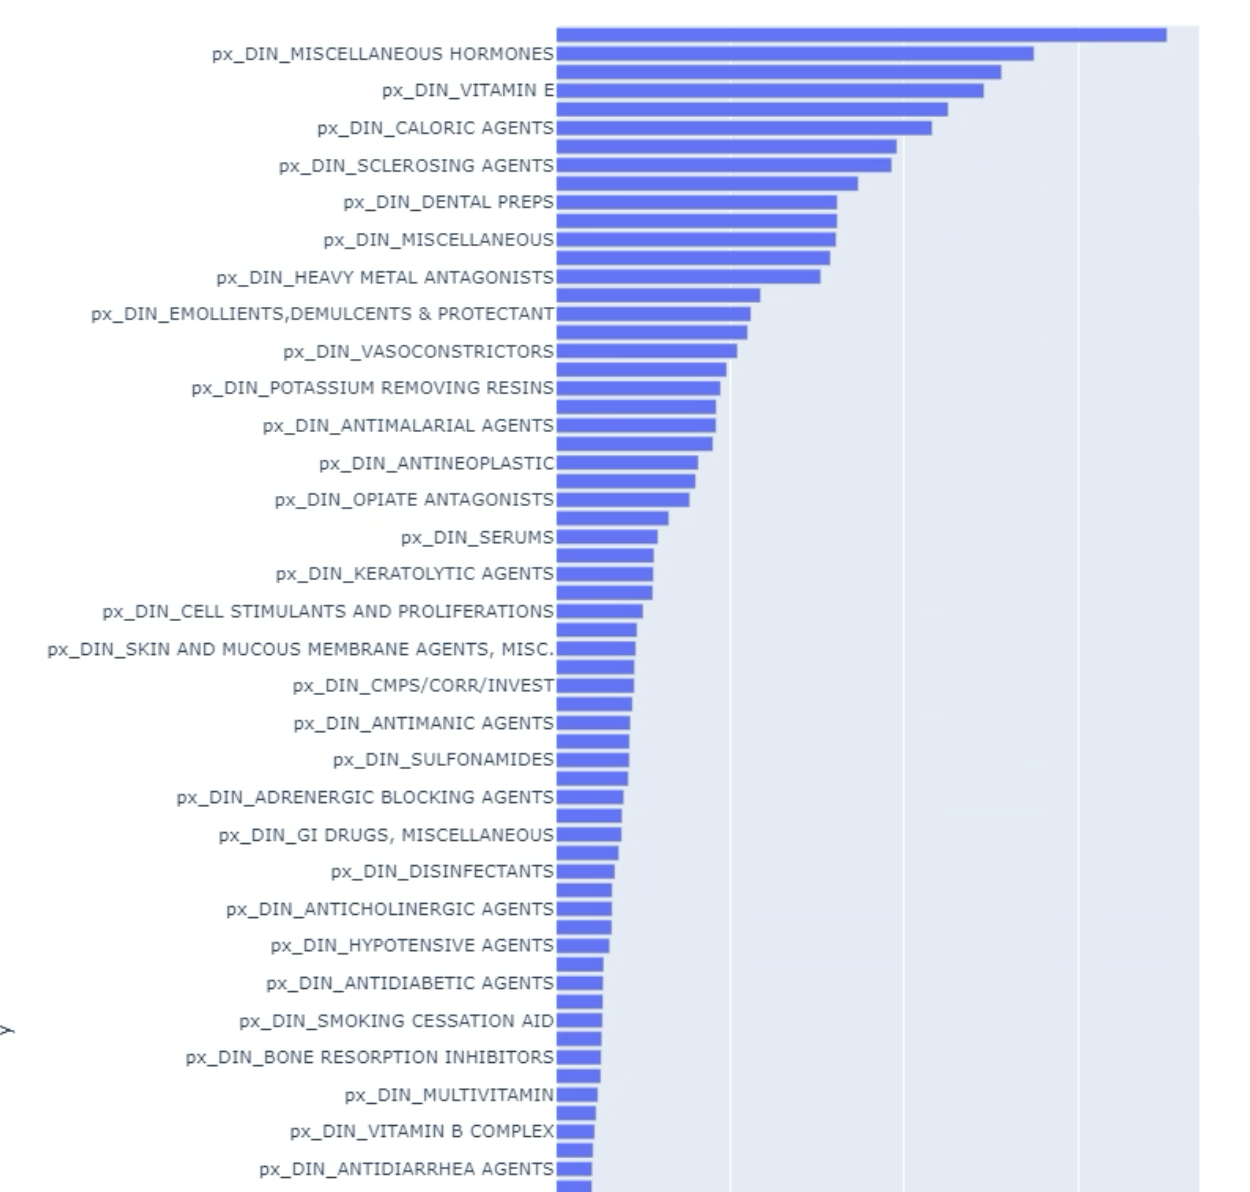 px_DIN_MISCELLANEOUS HORMONES
px_DIN_VITAMIN E
px_DIN_CALORIC AGENTS
px_DIN_SCLEROSING AGENTS
px_DIN_DENTAL PREPS
px_DIN_MISCELLANEOUS
px_DIN_HEAVY METAL ANTAGONISTS
px_DIN_EMOLLIENTS,DEMULCENTS & PROTECTANT
px_DIN_VASOCONSTRICTORS
px_DIN_POTASSIUM REMOVING RESINS
px_DIN_ANTIMALARIAL AGENTS
px_DIN_ANTINEOPLASTIC
px_DIN_OPIATE ANTAGONISTS
px_DIN_SERUMS
px_DIN_KERATOLYTIC AGENTS
px_DIN_CELL STIMULANTS AND PROLIFERATIONS
px_DIN_SKIN AND MUCOUS MEMBRANE AGENTS, MISC.
px_DIN_CMPS/CORR/INVEST
px_DIN_ANTIMANIC AGENTS
px_DIN_SULFONAMIDES
px_DIN_ADRENERGIC BLOCKING AGENTS
px_DIN_GI DRUGS, MISCELLANEOUS
px_DIN_DISINFECTANTS
px_DIN_ANTICHOLINERGIC AGENTS
px_DIN_HYPOTENSIVE AGENTS
px_DIN_ANTIDIABETIC AGENTS
px_DIN_SMOKING CESSATION AID
y
px_DIN_BONE RESORPTION INHIBITORS
px_DIN_MULTIVITAMIN
px_DIN_VITAMIN B COMPLEX
px_DIN_ANTIDIARRHEA AGENTS